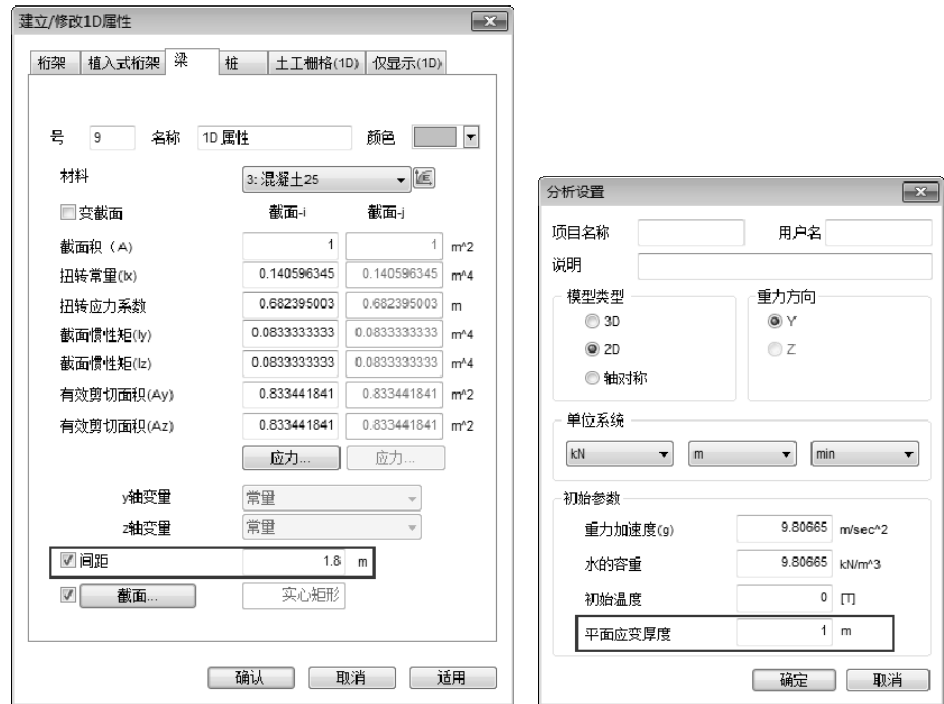 建立/修改1D属性
桁架 植入式桁架 梁 桩 土工栅格(1D) 仅显示(1D)
号 9 名称 1D 属性 颜色
材料 3: 混凝土25
变截面 截面-i 截面-j
截面积 (A) 1 1 m^2
扭转常量(Ix) 0.140596345 0.140596345 m^4
扭转应力系数 0.682395003 0.682395003 m
截面惯性矩(Iy) 0.0833333333 0.0833333333 m^4
截面惯性矩(Iz) 0.0833333333 0.0833333333 m^4
有效剪切面积(Ay) 0.833441841 0.833441841 m^2
有效剪切面积(Az) 0.833441841 0.833441841 m^2
应力... 应力...
y轴变量 常量
z轴变量 常量
间距 1.8 m
截面... 实心矩形
确认 取消 适用
分析设置
项目名称 用户名
说明
模型类型 重力方向
3D Y
2D Z
轴对称
单位系统
kN m min
初始参数
重力加速度(g) 9.80665 m/sec^2
水的容重 9.80665 kN/m^3
初始温度 0 [T]
平面应变厚度 1 m
确定 取消